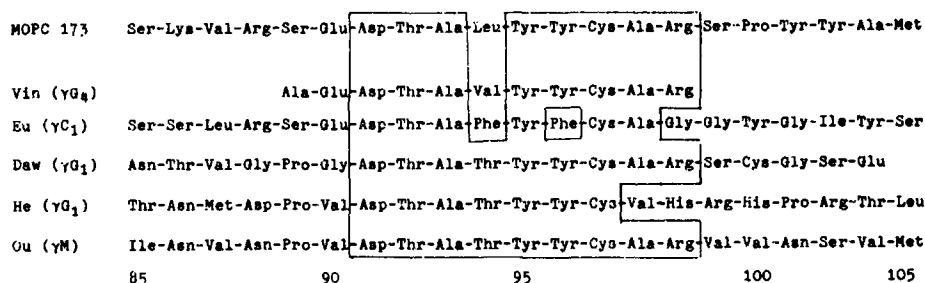 MOPC 173 Ser-Lys-Val-Arg-Ser-Glu-Asp-Thr-Ala-Leu-Tyr-Tyr-Cys-Ala-Arg-Ser-Pro-Tyr-Tyr-Ala-Met
Vin (γG4) Ala-Glu-Asp-Thr-Ala-Val-Tyr-Tyr-Cys-Ala-Arg
Eu (γC1) Ser-Ser-Leu-Arg-Ser-Glu-Asp-Thr-Ala-Phe-Tyr-Phe-Cys-Ala-Gly-Gly-Tyr-Gly-Ile-Tyr-Ser
Daw (γG1) Asn-Thr-Val-Gly-Pro-Gly-Asp-Thr-Ala-Thr-Tyr-Tyr-Cys-Ala-Arg-Ser-Cys-Gly-Ser-Glu
He (γG1) Thr-Asn-Met-Asp-Pro-Val-Asp-Thr-Ala-Thr-Tyr-Tyr-Cys-Val-His-Arg-His-Pro-Arg-Thr-Leu
Ou (γM) Ile-Asn-Val-Asn-Pro-Val-Asp-Thr-Ala-Thr-Tyr-Tyr-Cys-Ala-Arg-Val-Val-Asn-Ser-Val-Met
85 90 95 100 105